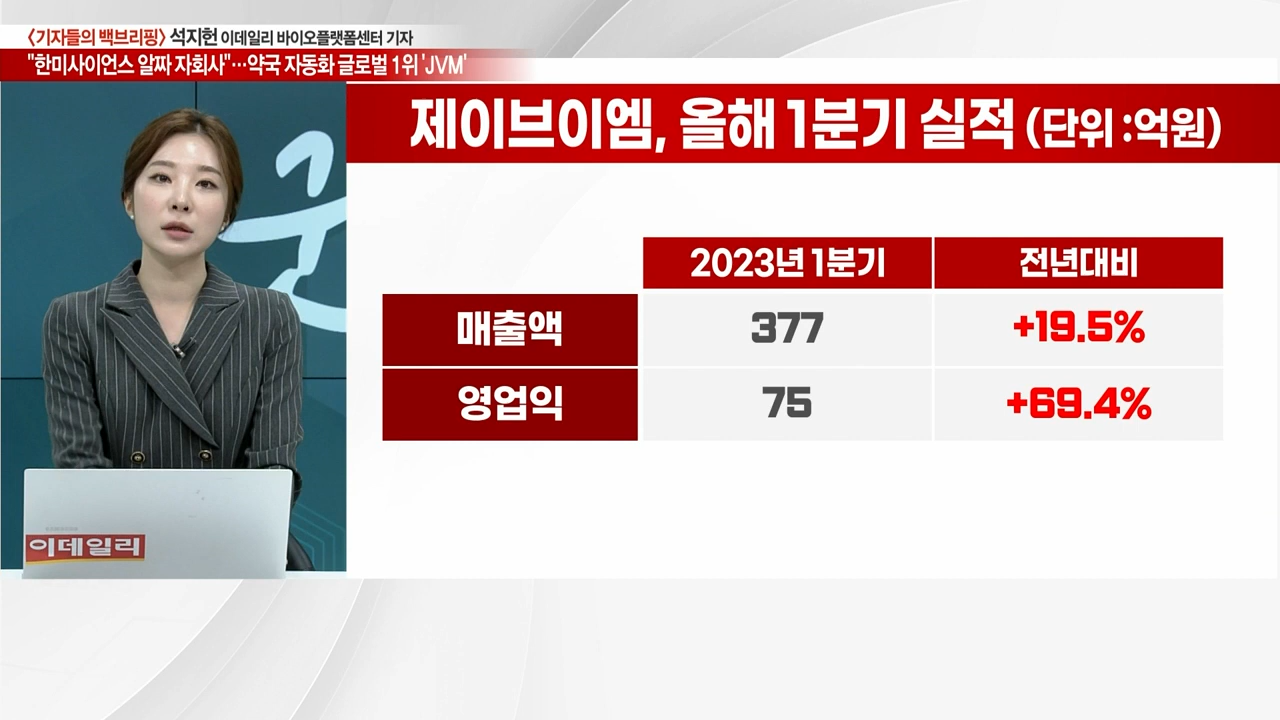 <기자들의 백브리핑> 석지헌 이데일리 바이오플랫폼센터 기자
"한미사이언스 알짜 자회사"…약국 자동화 글로벌 1위 'JVM'
제이브이엠, 올해 1분기 실적 (단위 :억원)
2023년 1분기 전년대비
매출액 377 +19.5%
영업익 75 +69.4%
이데일리